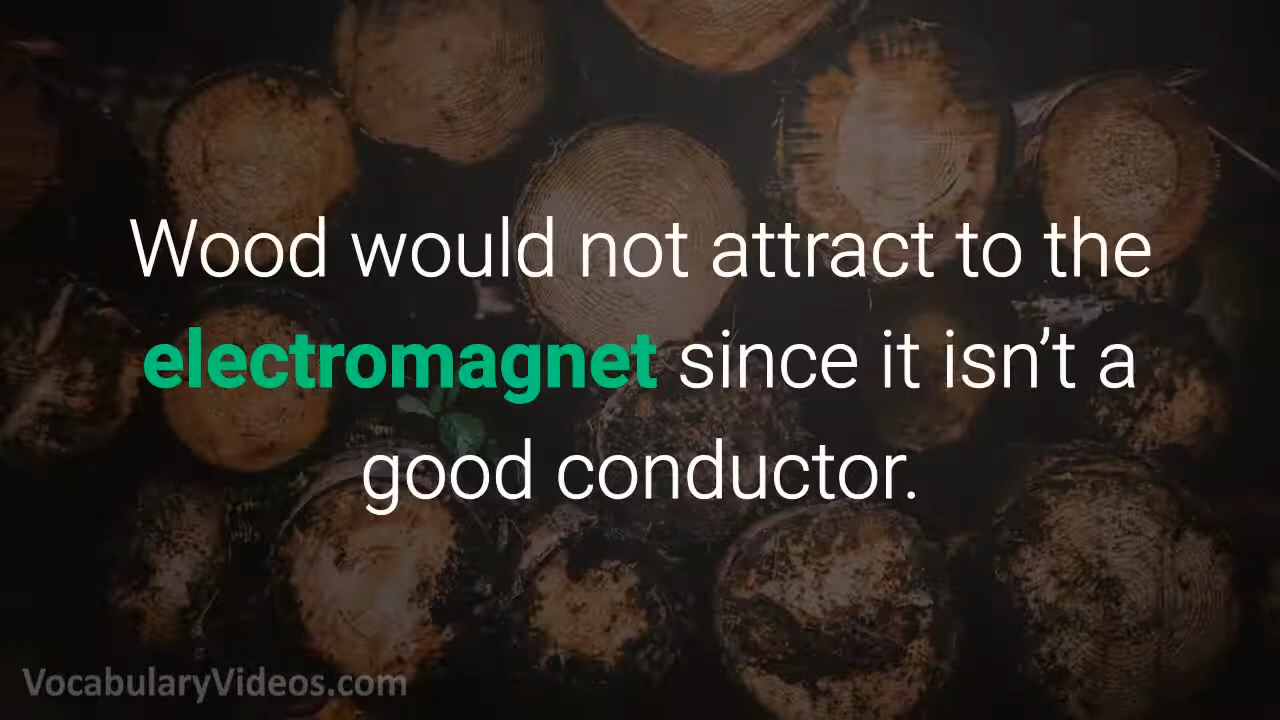 Wood would not attract to the
electromagnet since it isn’t a
good conductor.
VocabularyVideos.com